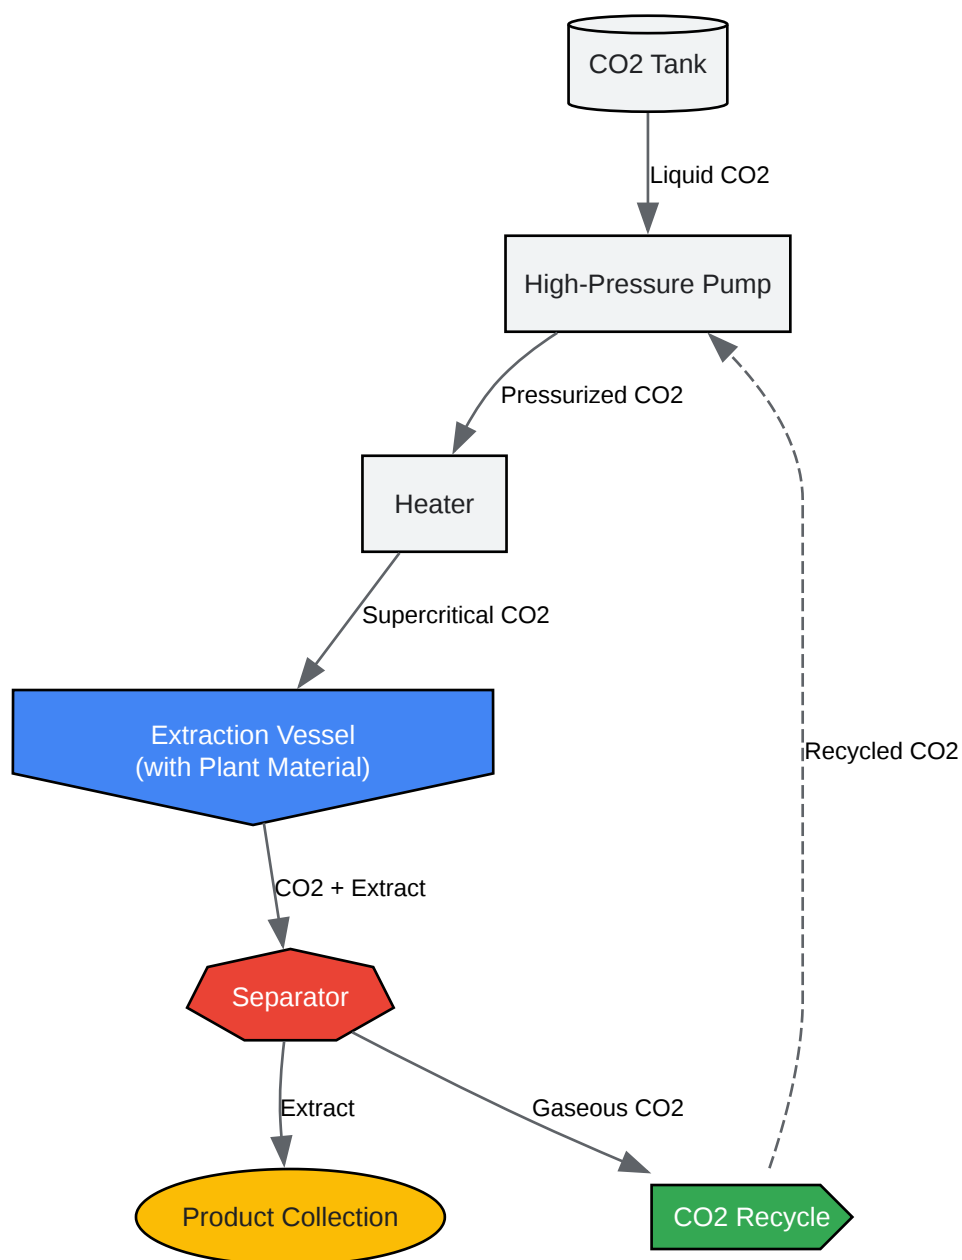 CO2 Tank
Liquid CO2
High-Pressure Pump
Pressurized CO2
Heater
Supercritical CO2
Extraction Vessel
(with Plant Material)
Recycled CO2
CO2 + Extract
Separator
Extract
Gaseous CO2
Product Collection
CO2 Recycle